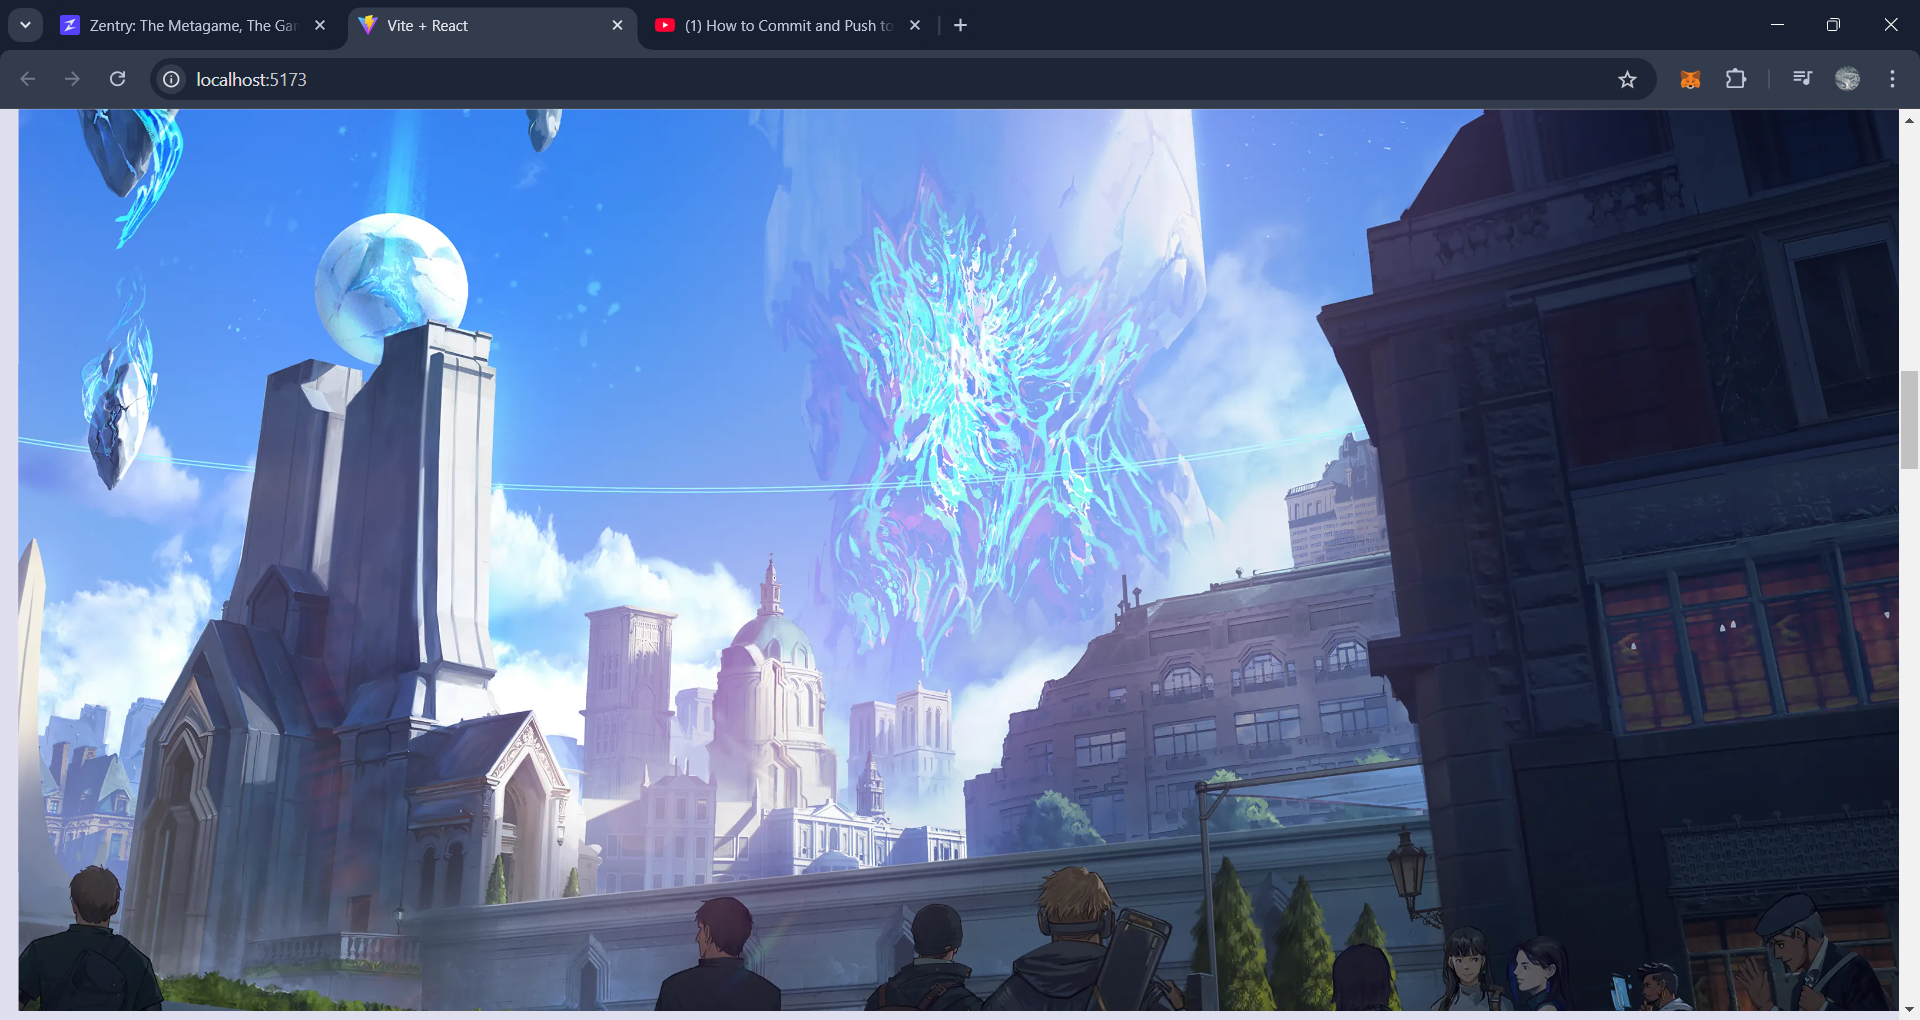 Zentry: The Metagame, The Gar
Vite + React
(1) How to Commit and Push to
localhost:5173